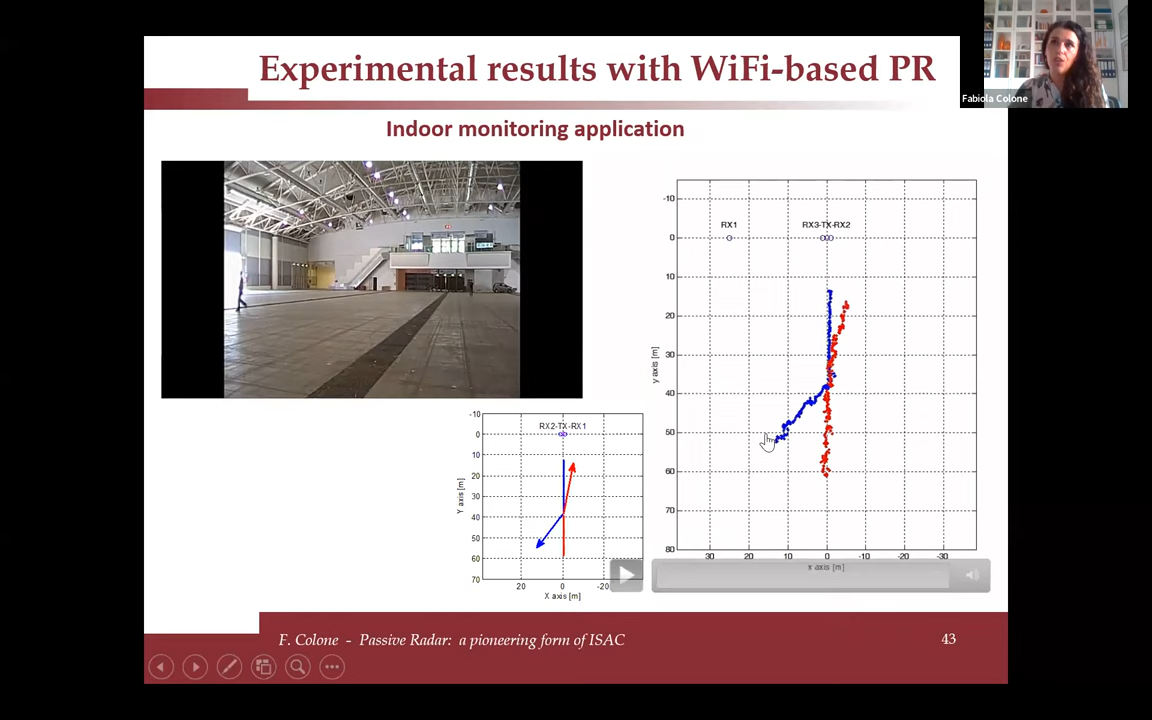 Experimental results with WiFi-based PR
Fabiola Colone
Indoor monitoring application
-10
0
10
20
30
40
50
60
70
80
y axis [m]
RX1
RX3-TX-RX2
30
20
10
0
-10
-20
-30
x axis [m]
-10
0
10
20
30
40
50
60
70
Y axis [m]
RX2-TX-RX1
20
0
-20
X axis [m]
F. Colone - Passive Radar: a pioneering form of ISAC
43